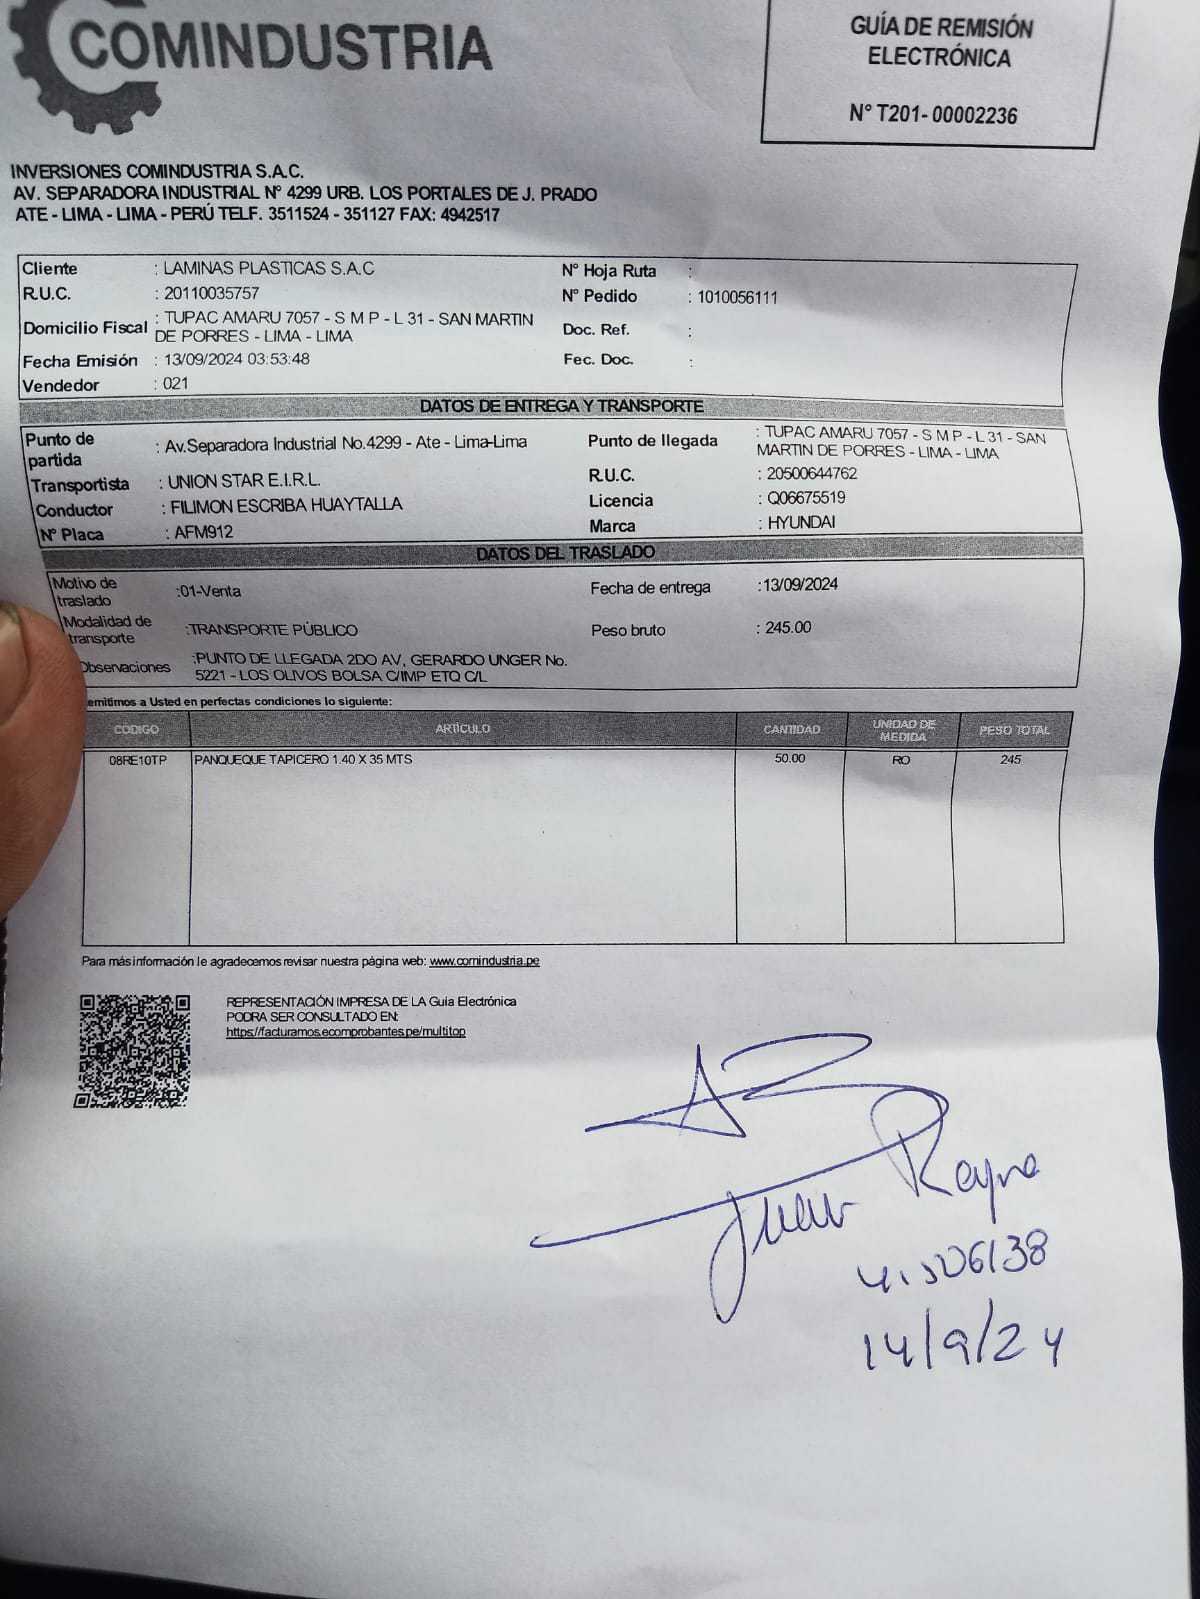 COMINDUSTRIA
GUÍA DE REMISIÓN
ELECTRÓNICA
N° T201- 00002236
INVERSIONES COMINDUSTRIA S.A.C.
AV. SEPARADORA INDUSTRIAL Nº 4299 URB. LOS PORTALES DE J. PRADO
ATE - LIMA - LIMA - PERÚ TELF. 3511524 - 351127 FAX: 4942517
Cliente : LAMINAS PLASTICAS S.A.C N° Hoja Ruta :
R.U.C. : 20110035757 N° Pedido : 1010056111
Domicilio Fiscal : TUPAC AMARU 7057 - S M P - L 31 - SAN MARTIN
DE PORRES - LIMA - LIMA Doc. Ref. :
Fecha Emisión : 13/09/2024 03:53:48 Fec. Doc. :
Vendedor : 021
DATOS DE ENTREGA Y TRANSPORTE
Punto de partida : Av.Separadora Industrial No.4299 - Ate - Lima-Lima Punto de llegada : TUPAC AMARU 7057 - S M P - L 31 - SAN
MARTIN DE PORRES - LIMA - LIMA
Transportista : UNION STAR E.I.R.L. R.U.C. : 20500644762
Conductor : FILIMON ESCRIBA HUAYTALLA Licencia : Q06675519
Nº Placa : AFM912 Marca : HYUNDAI
DATOS DEL TRASLADO
Motivo de traslado :01-Venta Fecha de entrega :13/09/2024
Modalidad de transporte :TRANSPORTE PÚBLICO Peso bruto : 245.00
Observaciones :PUNTO DE LLEGADA 2DO AV, GERARDO UNGER No.
5221 - LOS OLIVOS BOLSA C/IMP ETQ C/L
emitimos a Usted en perfectas condiciones lo siguiente:
CODIGO ARTÍCULO CANTIDAD UNIDAD DE MEDIDA PESO TOTAL
08RE10TP PANQUEQUE TAPICERO 1.40 X 35 MTS 50.00 RO 245
Para más información le agradecemos revisar nuestra página web: www.comindustria.pe
REPRESENTACIÓN IMPRESA DE LA Guía Electrónica
PODRA SER CONSULTADO EN:
https://facturamos.ecomprobantes.pe/multitop
Juan
14/9/24